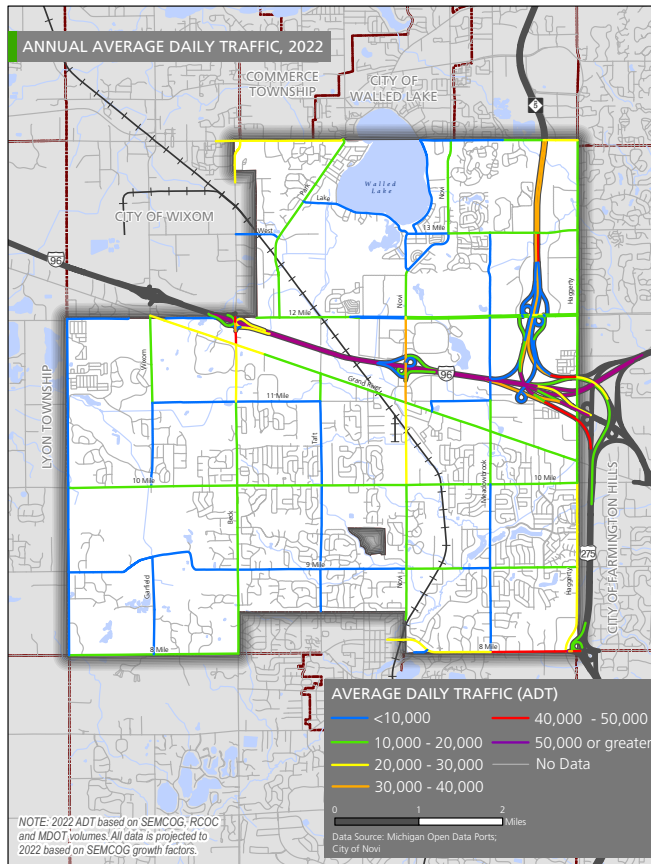 ANNUAL AVERAGE DAILY TRAFFIC, 2022
COMMERCE
TOWNSHIP
CITY OF
WALLED LAKE
5
Walled
Lake
Park
Lake
Novi
CITY OF WIXOM
West
13 Mile
96
Haggerty
Novi
12 Mile
LYON TOWNSHIP
Wixom
Grand River
96
11 Mile
Taft
Meadowbrook
10 Mile
10 Mile
Beck
CITY OF FARMINGTON HILLS
275
9 Mile
Garfield
Novi
Haggerty
8 Mile
8 Mile
AVERAGE DAILY TRAFFIC (ADT)
<10,000
40,000 - 50,000
10,000 - 20,000
50,000 or greater
20,000 - 30,000
No Data
30,000 - 40,000
0 1 2
Miles
Data Source: Michigan Open Data Ports;
City of Novi
NOTE: 2022 ADT based on SEMCOG, RCOC
and MDOT volumes. All data is projected to
2022 based on SEMCOG growth factors.